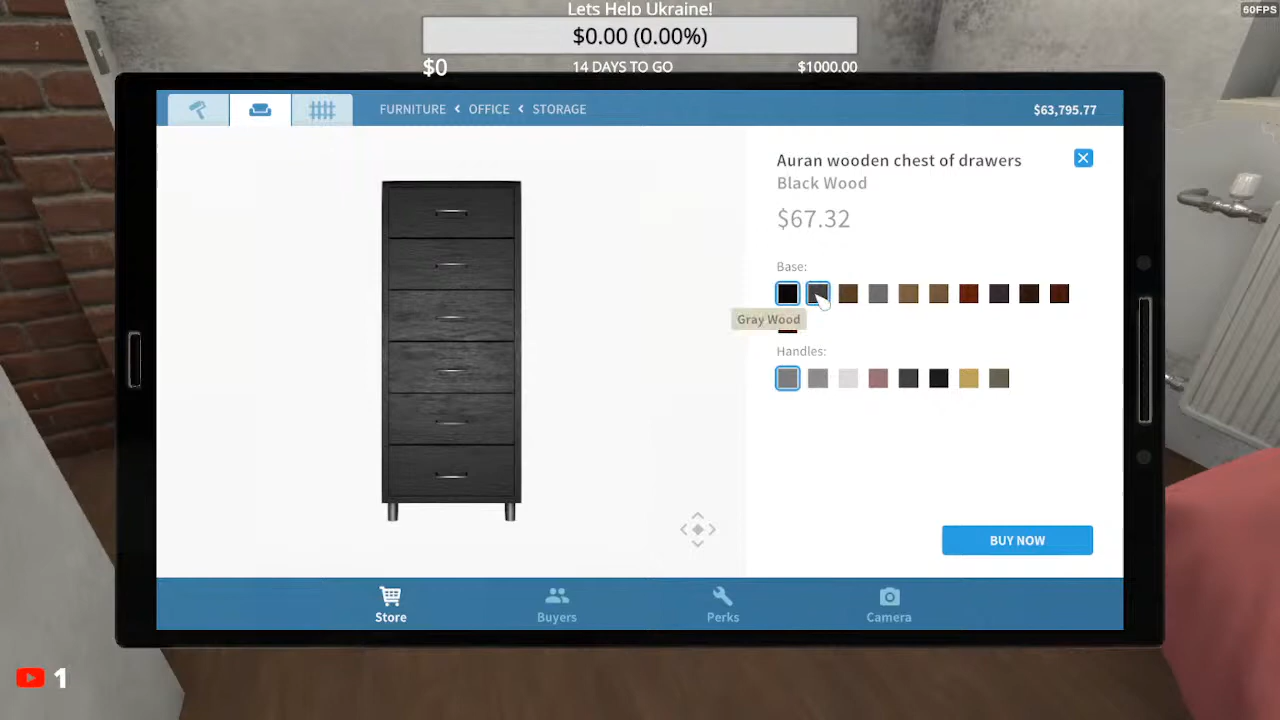 Lets Help Ukraine!
60FPS
$0.00 (0.00%)
$0 14 DAYS TO GO $1000.00
FURNITURE < OFFICE < STORAGE $63,795.77
Auran wooden chest of drawers
Black Wood
$67.32
Base:
Gray Wood
Handles:
BUY NOW
Store Buyers Perks Camera
1